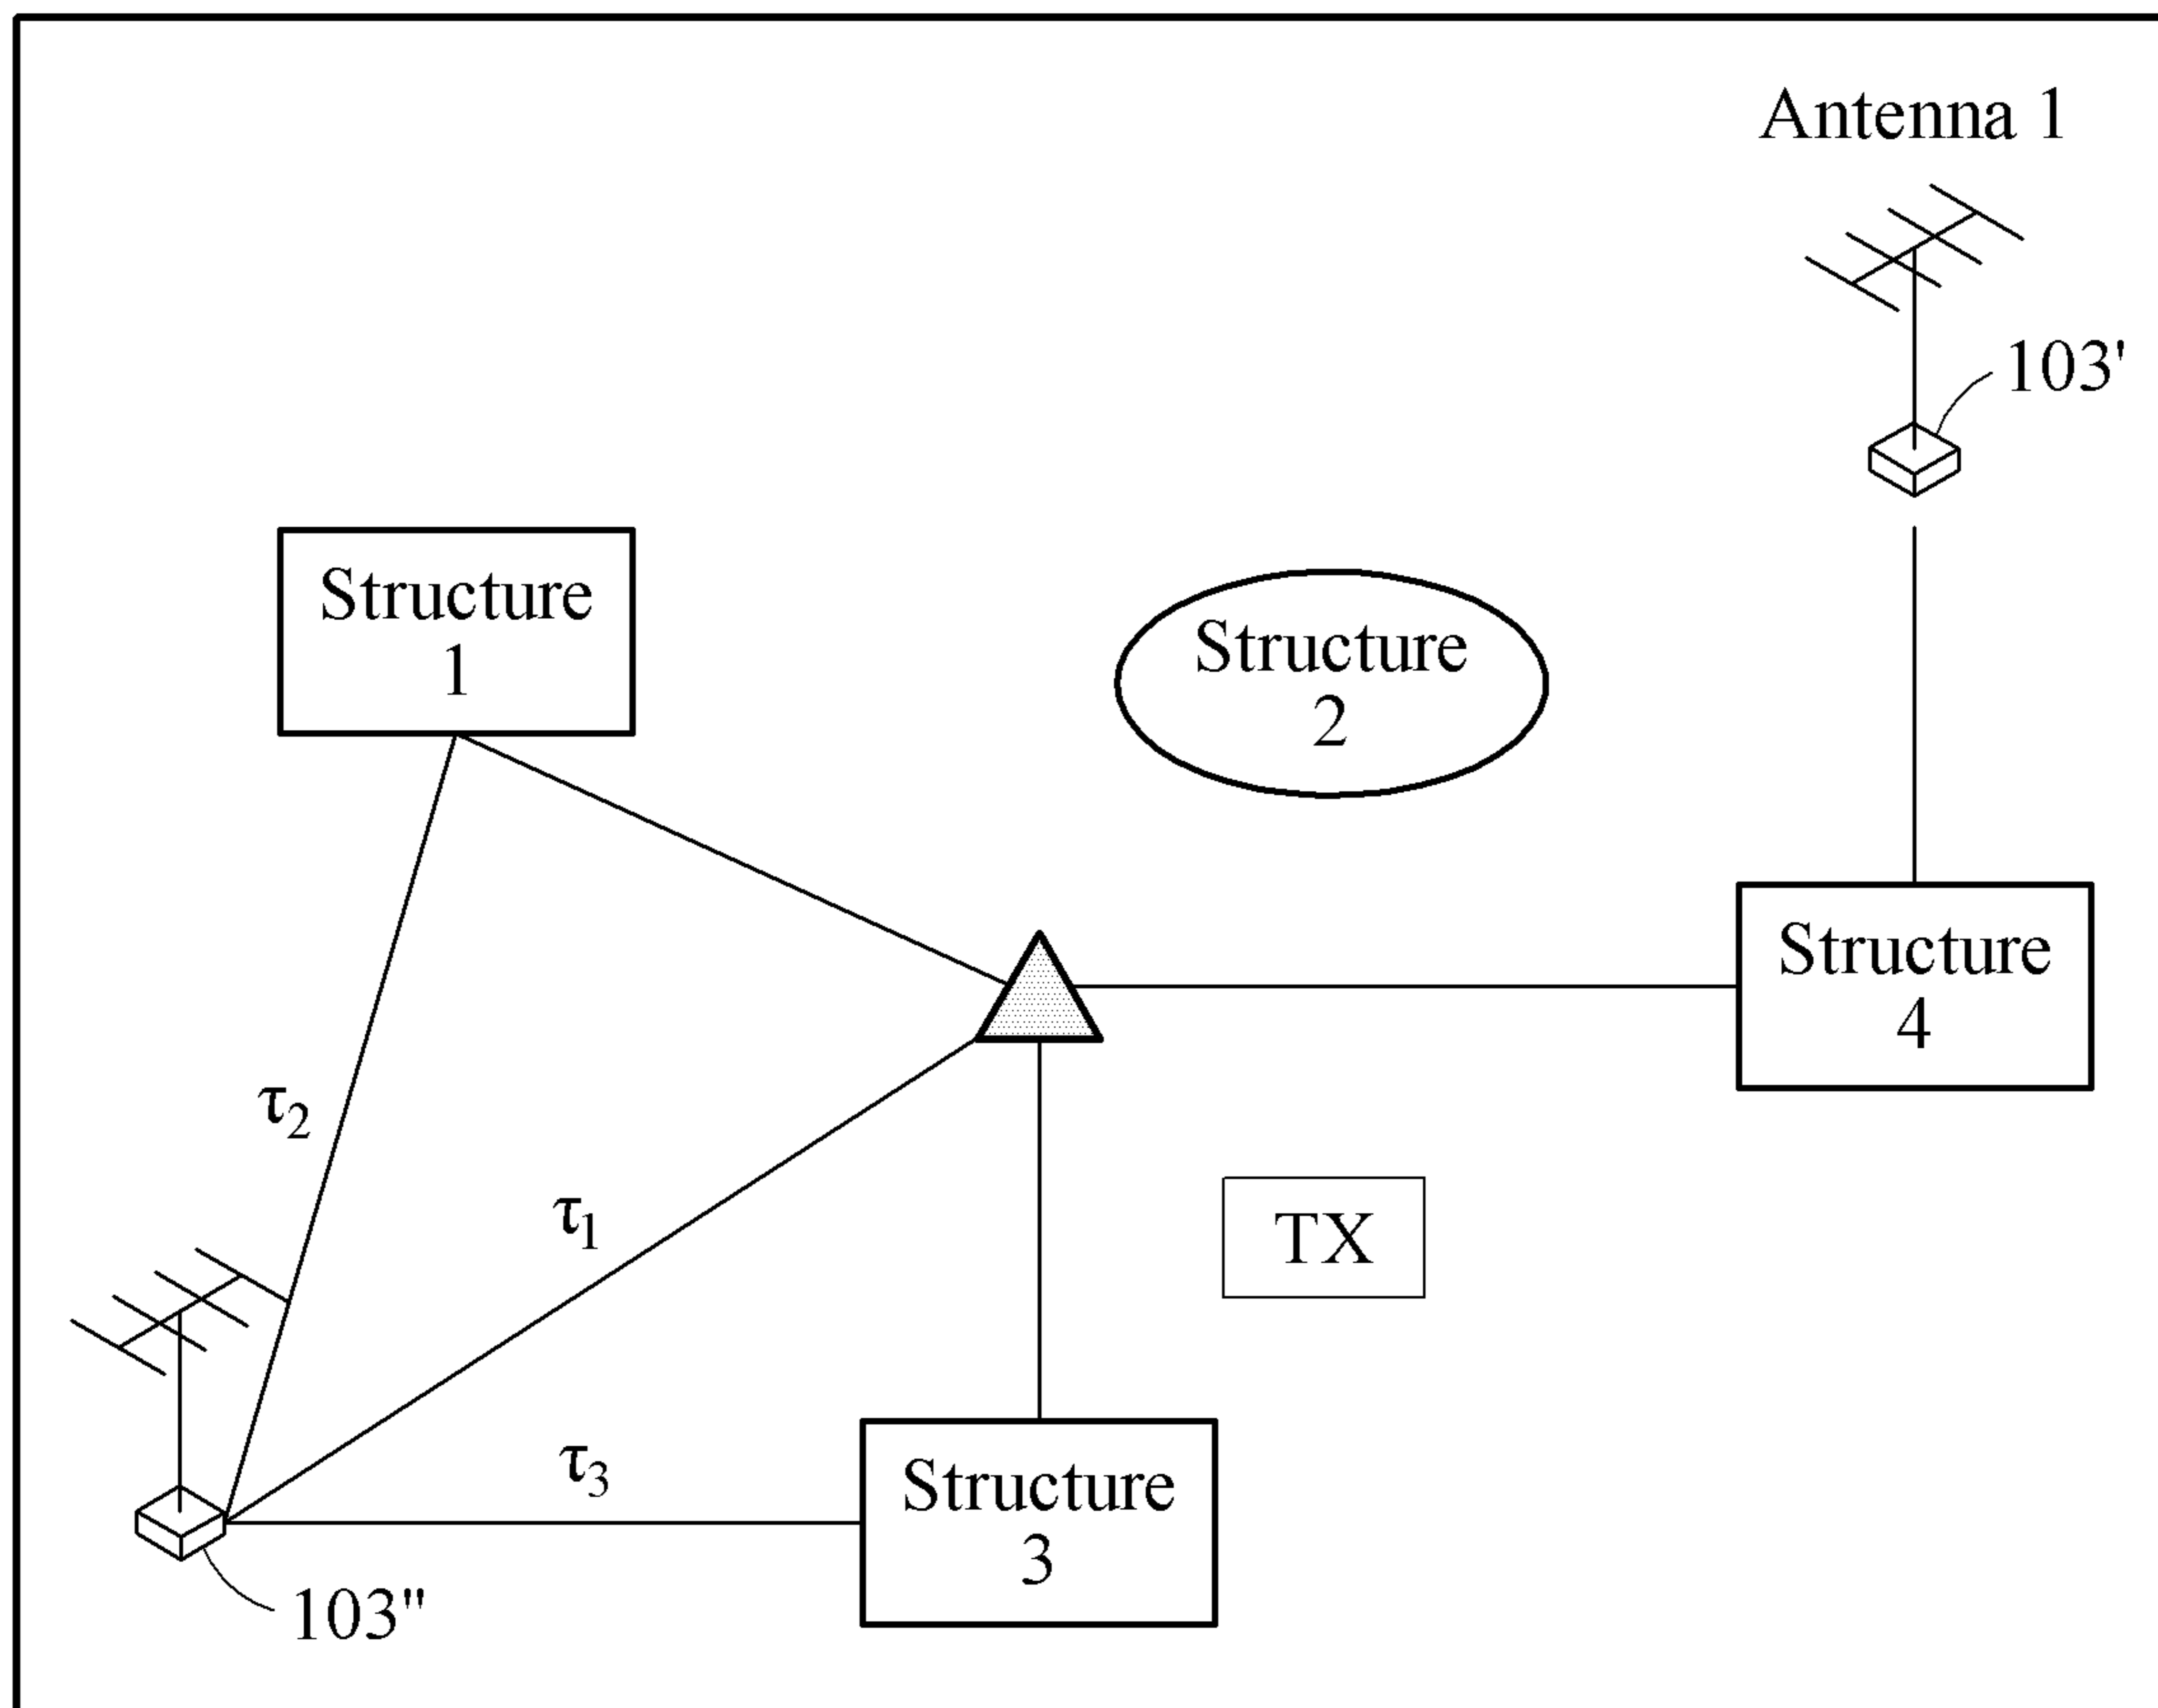 Antenna 1
103'
Structure
1
Structure
2
Structure
4
τ2
τ1
TX
τ3
Structure
3
103"